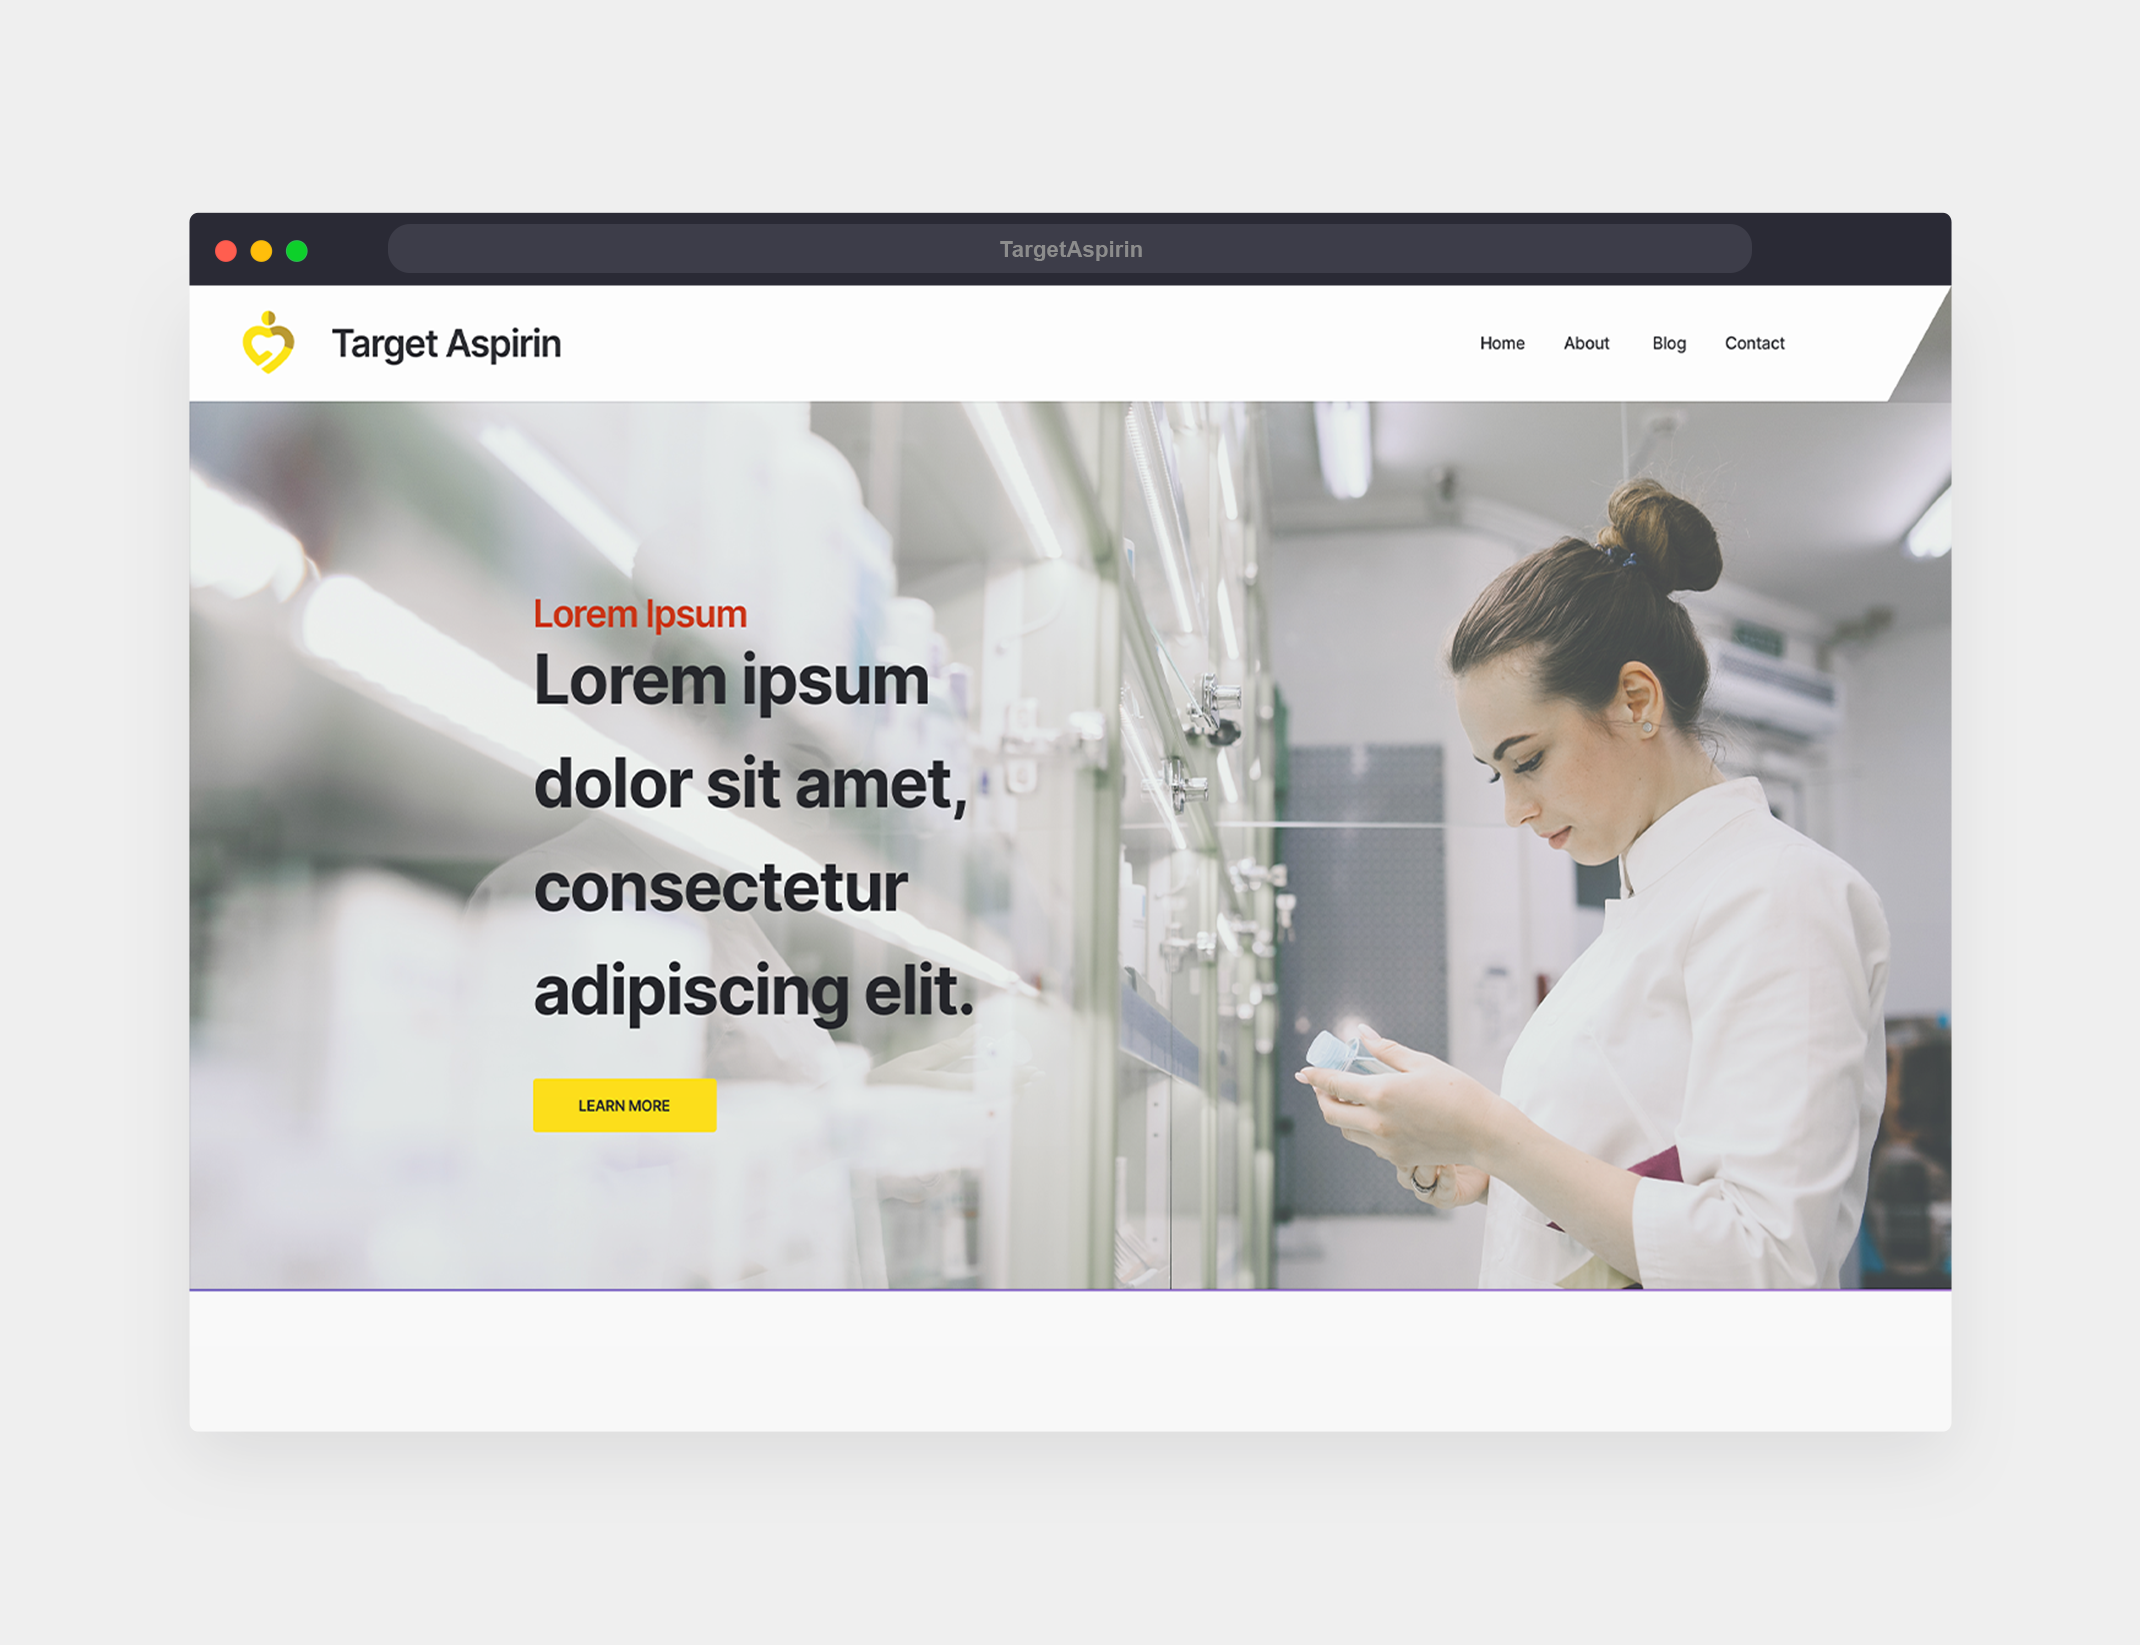 TargetAspirin
Target Aspirin
Home About Blog Contact
Lorem Ipsum
Lorem ipsum
dolor sit amet,
consectetur
adipiscing elit.
LEARN MORE